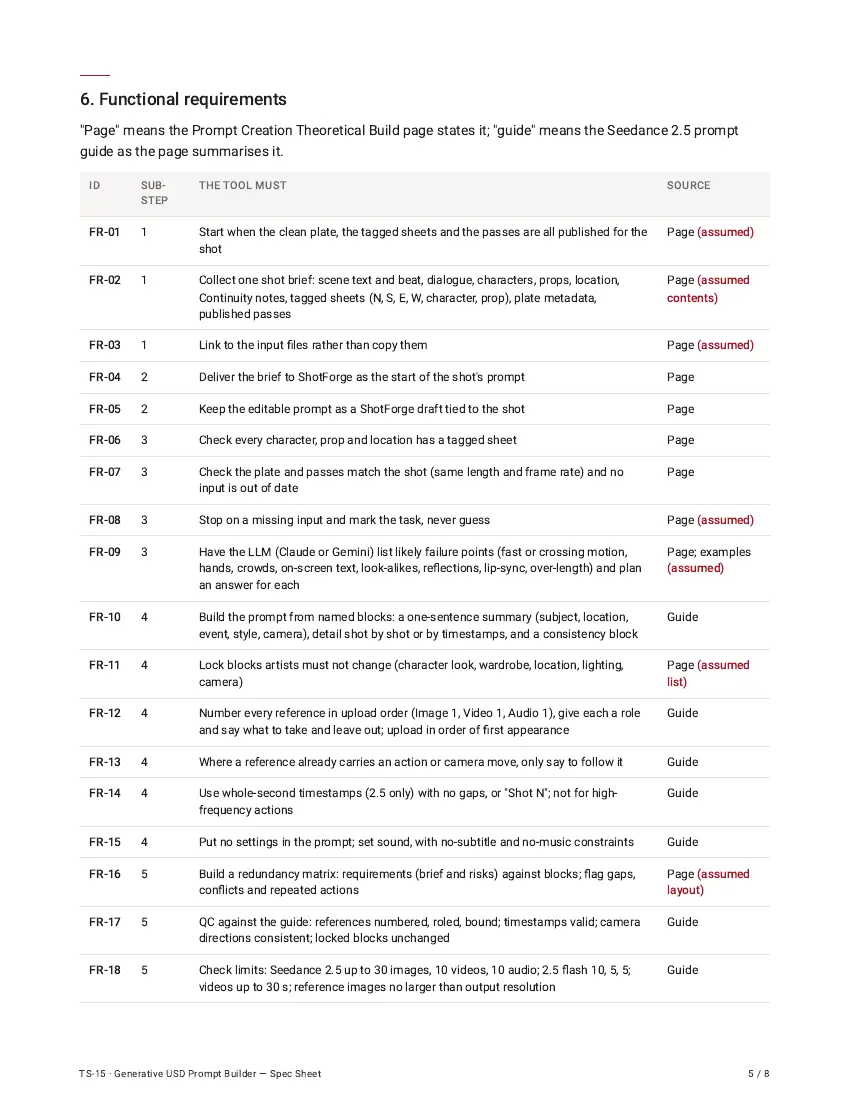 6. Functional requirements
"Page" means the Prompt Creation Theoretical Build page states it; "guide" means the Seedance 2.5 prompt
guide as the page summarises it.
ID SUB- THE TOOL MUST SOURCE
STEP
FR-01 1 Start when the clean plate, the tagged sheets and the passes are all published for the Page (assumed)
shot
FR-02 1 Collect one shot brief: scene text and beat, dialogue, characters, props, location, Page (assumed
Continuity notes, tagged sheets (N, S, E, W, character, prop), plate metadata, contents)
published passes
FR-03 1 Link to the input files rather than copy them Page (assumed)
FR-04 2 Deliver the brief to ShotForge as the start of the shot's prompt Page
FR-05 2 Keep the editable prompt as a ShotForge draft tied to the shot Page
FR-06 3 Check every character, prop and location has a tagged sheet Page
FR-07 3 Check the plate and passes match the shot (same length and frame rate) and no Page
input is out of date
FR-08 3 Stop on a missing input and mark the task, never guess Page (assumed)
FR-09 3 Have the LLM (Claude or Gemini) list likely failure points (fast or crossing motion, Page; examples
hands, crowds, on-screen text, look-alikes, reflections, lip-sync, over-length) and plan (assumed)
an answer for each
FR-10 4 Build the prompt from named blocks: a one-sentence summary (subject, location, Guide
event, style, camera), detail shot by shot or by timestamps, and a consistency block
FR-11 4 Lock blocks artists must not change (character look, wardrobe, location, lighting, Page (assumed
camera) list)
FR-12 4 Number every reference in upload order (Image 1, Video 1, Audio 1), give each a role Guide
and say what to take and leave out; upload in order of first appearance
FR-13 4 Where a reference already carries an action or camera move, only say to follow it Guide
FR-14 4 Use whole-second timestamps (2.5 only) with no gaps, or "Shot N"; not for high- Guide
frequency actions
FR-15 4 Put no settings in the prompt; set sound, with no-subtitle and no-music constraints Guide
FR-16 5 Build a redundancy matrix: requirements (brief and risks) against blocks; flag gaps, Page (assumed
conflicts and repeated actions layout)
FR-17 5 QC against the guide: references numbered, roled, bound; timestamps valid; camera Guide
directions consistent; locked blocks unchanged
FR-18 5 Check limits: Seedance 2.5 up to 30 images, 10 videos, 10 audio; 2.5 flash 10, 5, 5; Guide
videos up to 30 s; reference images no larger than output resolution
TS-15 · Generative USD Prompt Builder — Spec Sheet 5 / 8